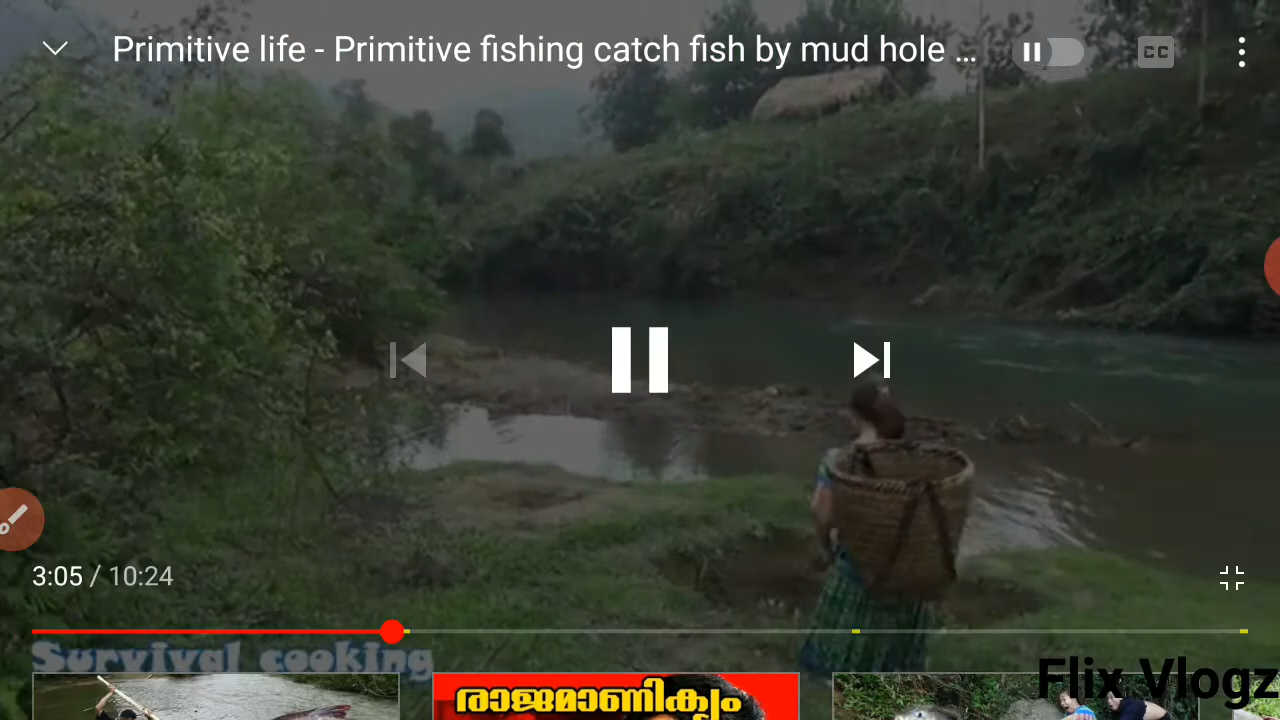 Primitive life - Primitive fishing catch fish by mud hole ...
CC
3:05 / 10:24
Survival cooking
Flix Vlogz
രാജമാണിക്യം